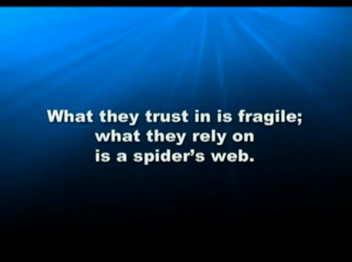 What they trust in is fragile;
what they rely on
is a spider's web.